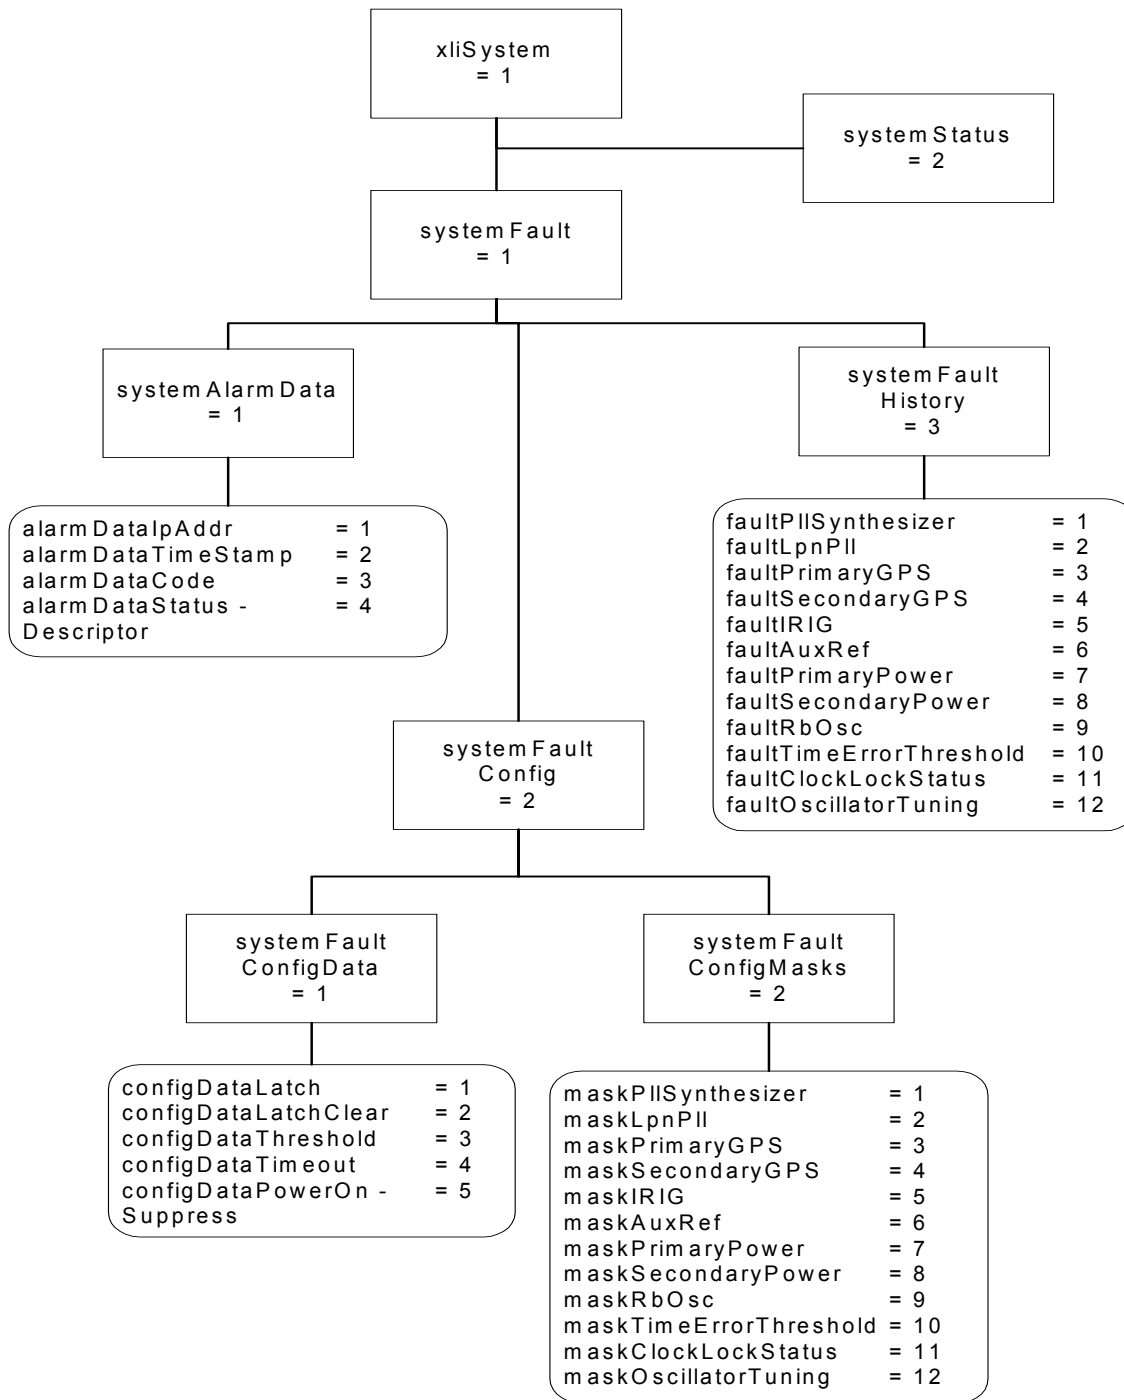 xliSystem
= 1
systemStatus
= 2
systemFault
= 1
systemAlarmData
= 1
systemFault
History
= 3
alarmDataIpAddr = 1
alarmDataTimeStamp = 2
alarmDataCode = 3
alarmDataStatus - = 4
Descriptor
faultPllSynthesizer = 1
faultLpnPll = 2
faultPrimaryGPS = 3
faultSecondaryGPS = 4
faultIRIG = 5
faultAuxRef = 6
faultPrimaryPower = 7
faultSecondaryPower = 8
faultRbOsc = 9
faultTimeErrorThreshold = 10
faultClockLockStatus = 11
faultOscillatorTuning = 12
systemFault
Config
= 2
systemFault
ConfigData
= 1
systemFault
ConfigMasks
= 2
configDataLatch = 1
configDataLatchClear = 2
configDataThreshold = 3
configDataTimeout = 4
configDataPowerOn - = 5
Suppress
maskPllSynthesizer = 1
maskLpnPll = 2
maskPrimaryGPS = 3
maskSecondaryGPS = 4
maskIRIG = 5
maskAuxRef = 6
maskPrimaryPower = 7
maskSecondaryPower = 8
maskRbOsc = 9
maskTimeErrorThreshold = 10
maskClockLockStatus = 11
maskOscillatorTuning = 12